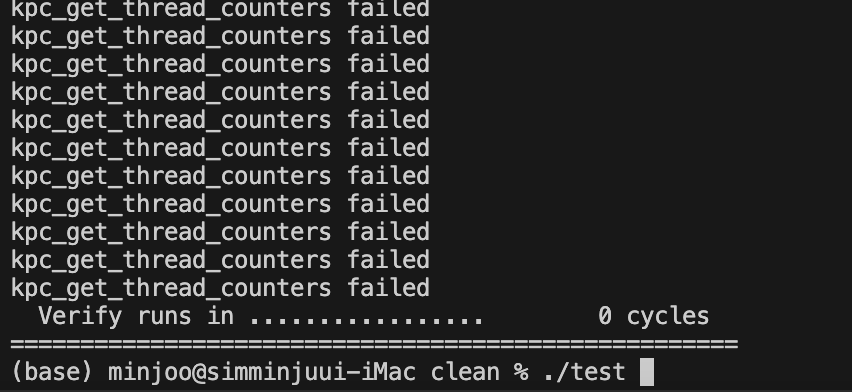 kpc_get_thread_counters failed
kpc_get_thread_counters failed
kpc_get_thread_counters failed
kpc_get_thread_counters failed
kpc_get_thread_counters failed
kpc_get_thread_counters failed
kpc_get_thread_counters failed
kpc_get_thread_counters failed
kpc_get_thread_counters failed
kpc_get_thread_counters failed
kpc_get_thread_counters failed
  Verify runs in .................        0 cycles
====================================================
(base) minjoo@simminjuui-iMac clean % ./test